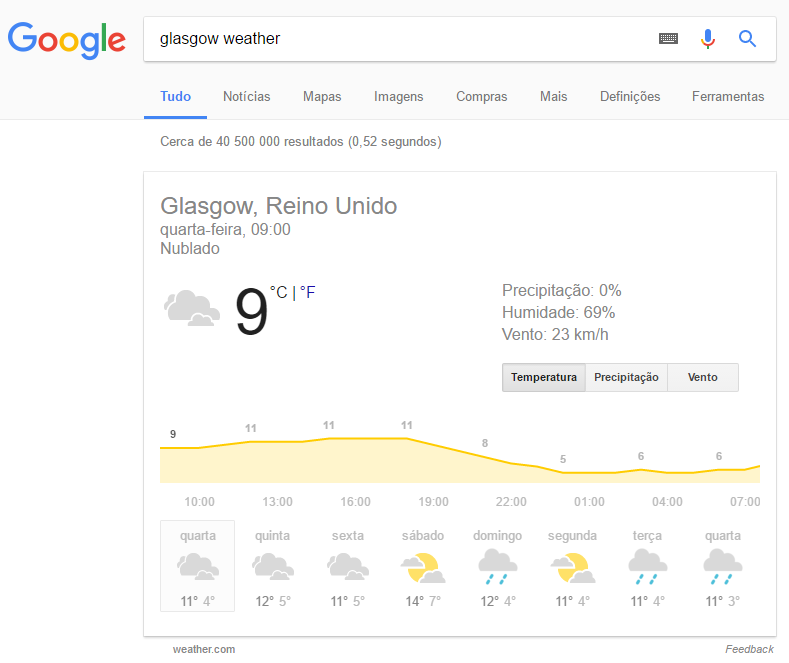 Google
glasgow weather
Tudo Notícias Mapas Imagens Compras Mais Definições Ferramentas
Cerca de 40 500 000 resultados (0,52 segundos)
Glasgow, Reino Unido
quarta-feira, 09:00
Nublado
9 °C | °F
Precipitação: 0%
Humidade: 69%
Vento: 23 km/h
Temperatura Precipitação Vento
9 11 11 11 8 5 6 6
10:00 13:00 16:00 19:00 22:00 01:00 04:00 07:00
quarta quinta sexta sábado domingo segunda terça quarta
11° 4° 12° 5° 11° 5° 14° 7° 12° 4° 11° 4° 11° 4° 11° 3°
weather.com Feedback